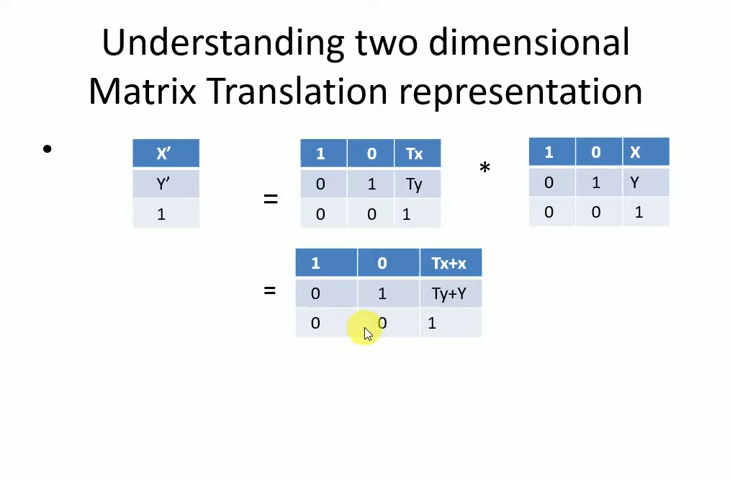 Understanding two dimensional
Matrix Translation representation
• X’ 1 0 Tx * 1 0 X
Y’ = 0 1 Ty 0 1 Y
1 0 0 1 0 0 1
1 0 Tx+x
= 0 1 Ty+Y
0 0 1